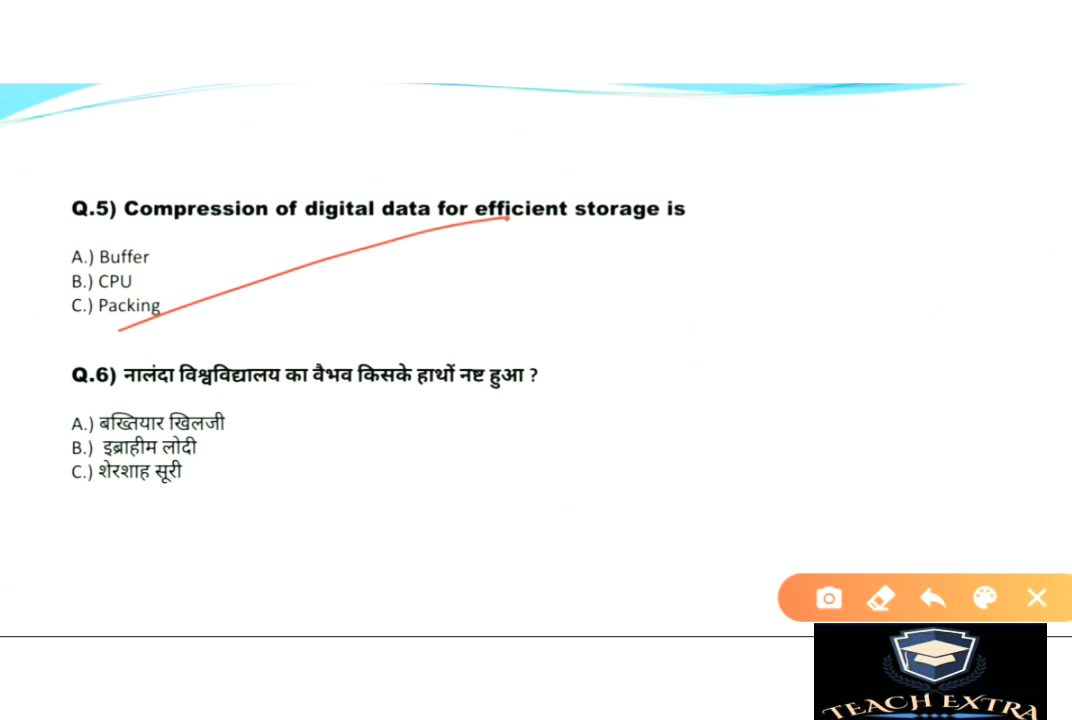 Q.5) Compression of digital data for efficient storage is
A.) Buffer
B.) CPU
C.) Packing
Q.6) नालंदा विश्वविद्यालय का वैभव किसके हाथों नष्ट हुआ ?
A.) बख्तियार खिलजी
B.) इब्राहीम लोदी
C.) शेरशाह सूरी
TEACH EXTRA